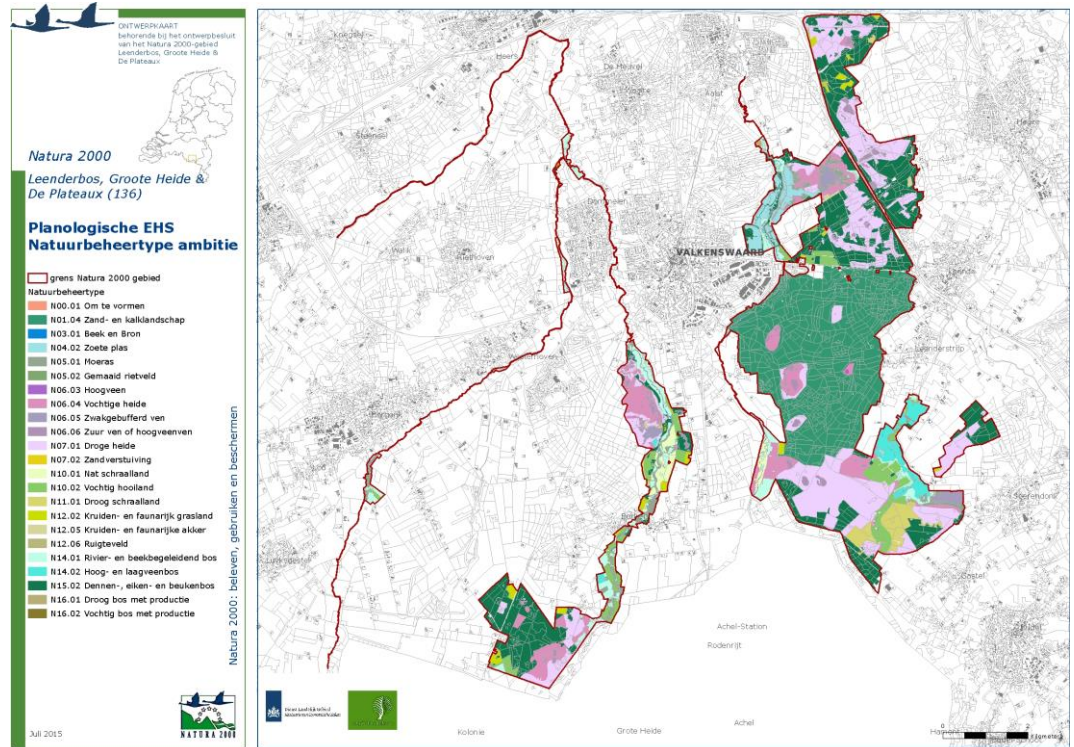 ONTWERPKAART
behorende bij het ontwerpbesluit
van het Natura 2000-gebied
Leenderbos, Groote Heide &
De Plateaux
Natura 2000
Leenderbos, Groote Heide &
De Plateaux (136)
Planologische EHS
Natuurbeheertype ambitie
grens Natura 2000 gebied
Natuurbeheertype
N00.01 Om te vormen
N01.04 Zand- en kalklandschap
N03.01 Beek en Bron
N04.02 Zoete plas
N05.01 Moeras
N05.02 Gemaaid rietveld
N06.03 Hoogveen
N06.04 Vochtige heide
N06.05 Zwakgebufferd ven
N06.06 Zuur ven of hoogveenven
N07.01 Droge heide
N07.02 Zandverstuiving
N10.01 Nat schraalland
N10.02 Vochtig hooiland
N11.01 Droog schraalland
N12.02 Kruiden- en faunarijk grasland
N12.05 Kruiden- en faunarijke akker
N12.06 Ruigteveld
N14.01 Rivier- en beekbegeleidend bos
N14.02 Hoog- en laagveenbos
N15.02 Dennen-, eiken- en beukenbos
N16.01 Droog bos met productie
N16.02 Vochtig bos met productie
Natura 2000: beleven, gebruiken en beschermen
NATURA 2000
Juli 2015
Heers
Aalst
Steensel
Dommelen
VALKENSWAARD
Westerhoven
Bergeijk
Leenderstrijp
Gastel
Achel-Station
Rodenrijt
Achel
Kolonie
Grote Heide